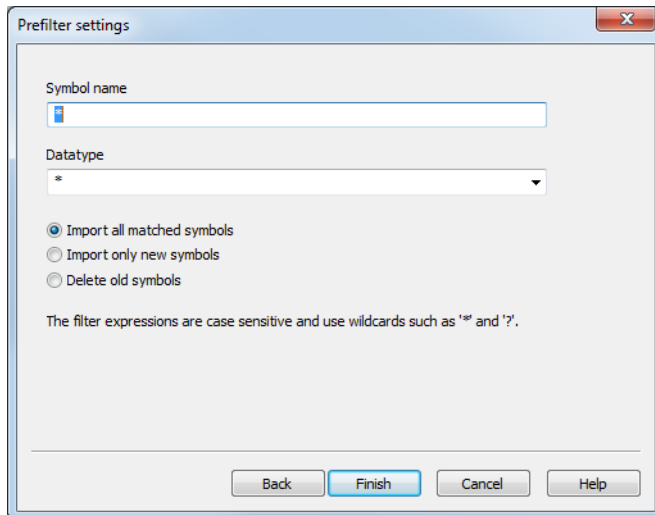 Prefilter settings
Symbol name
*
Datatype
*
Import all matched symbols
Import only new symbols
Delete old symbols
The filter expressions are case sensitive and use wildcards such as '*' and '?'.
Back Finish Cancel Help